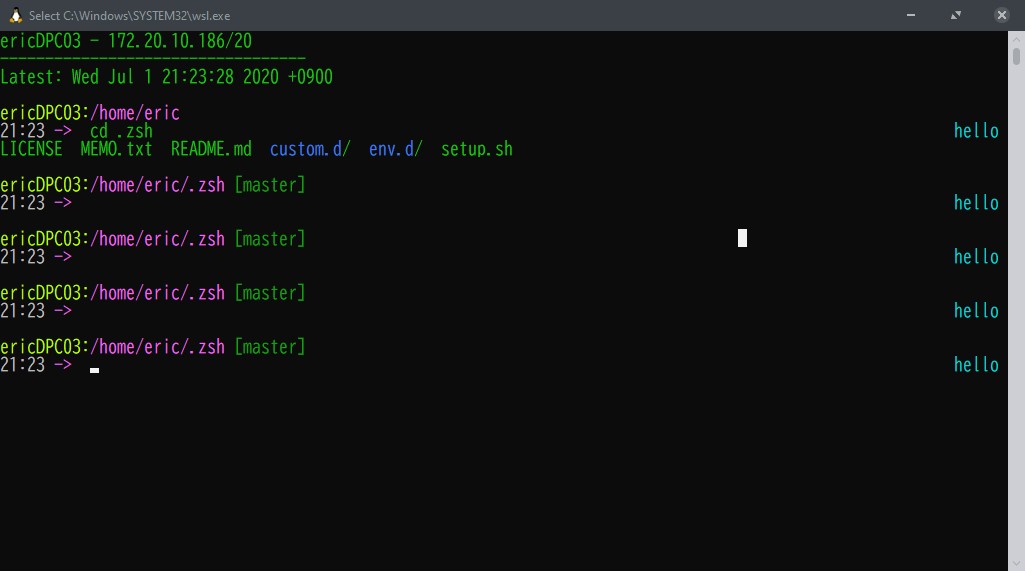 Select C:\Windows\SYSTEM32\wsl.exe
ericDPC03 - 172.20.10.186/20
----------------------------------
Latest: Wed Jul 1 21:23:28 2020 +0900
ericDPC03:/home/eric
21:23 -> cd .zsh hello
LICENSE MEMO.txt README.md custom.d/ env.d/ setup.sh
ericDPC03:/home/eric/.zsh [master]
21:23 -> hello
ericDPC03:/home/eric/.zsh [master]
21:23 -> hello
ericDPC03:/home/eric/.zsh [master]
21:23 -> hello
ericDPC03:/home/eric/.zsh [master]
21:23 -> hello